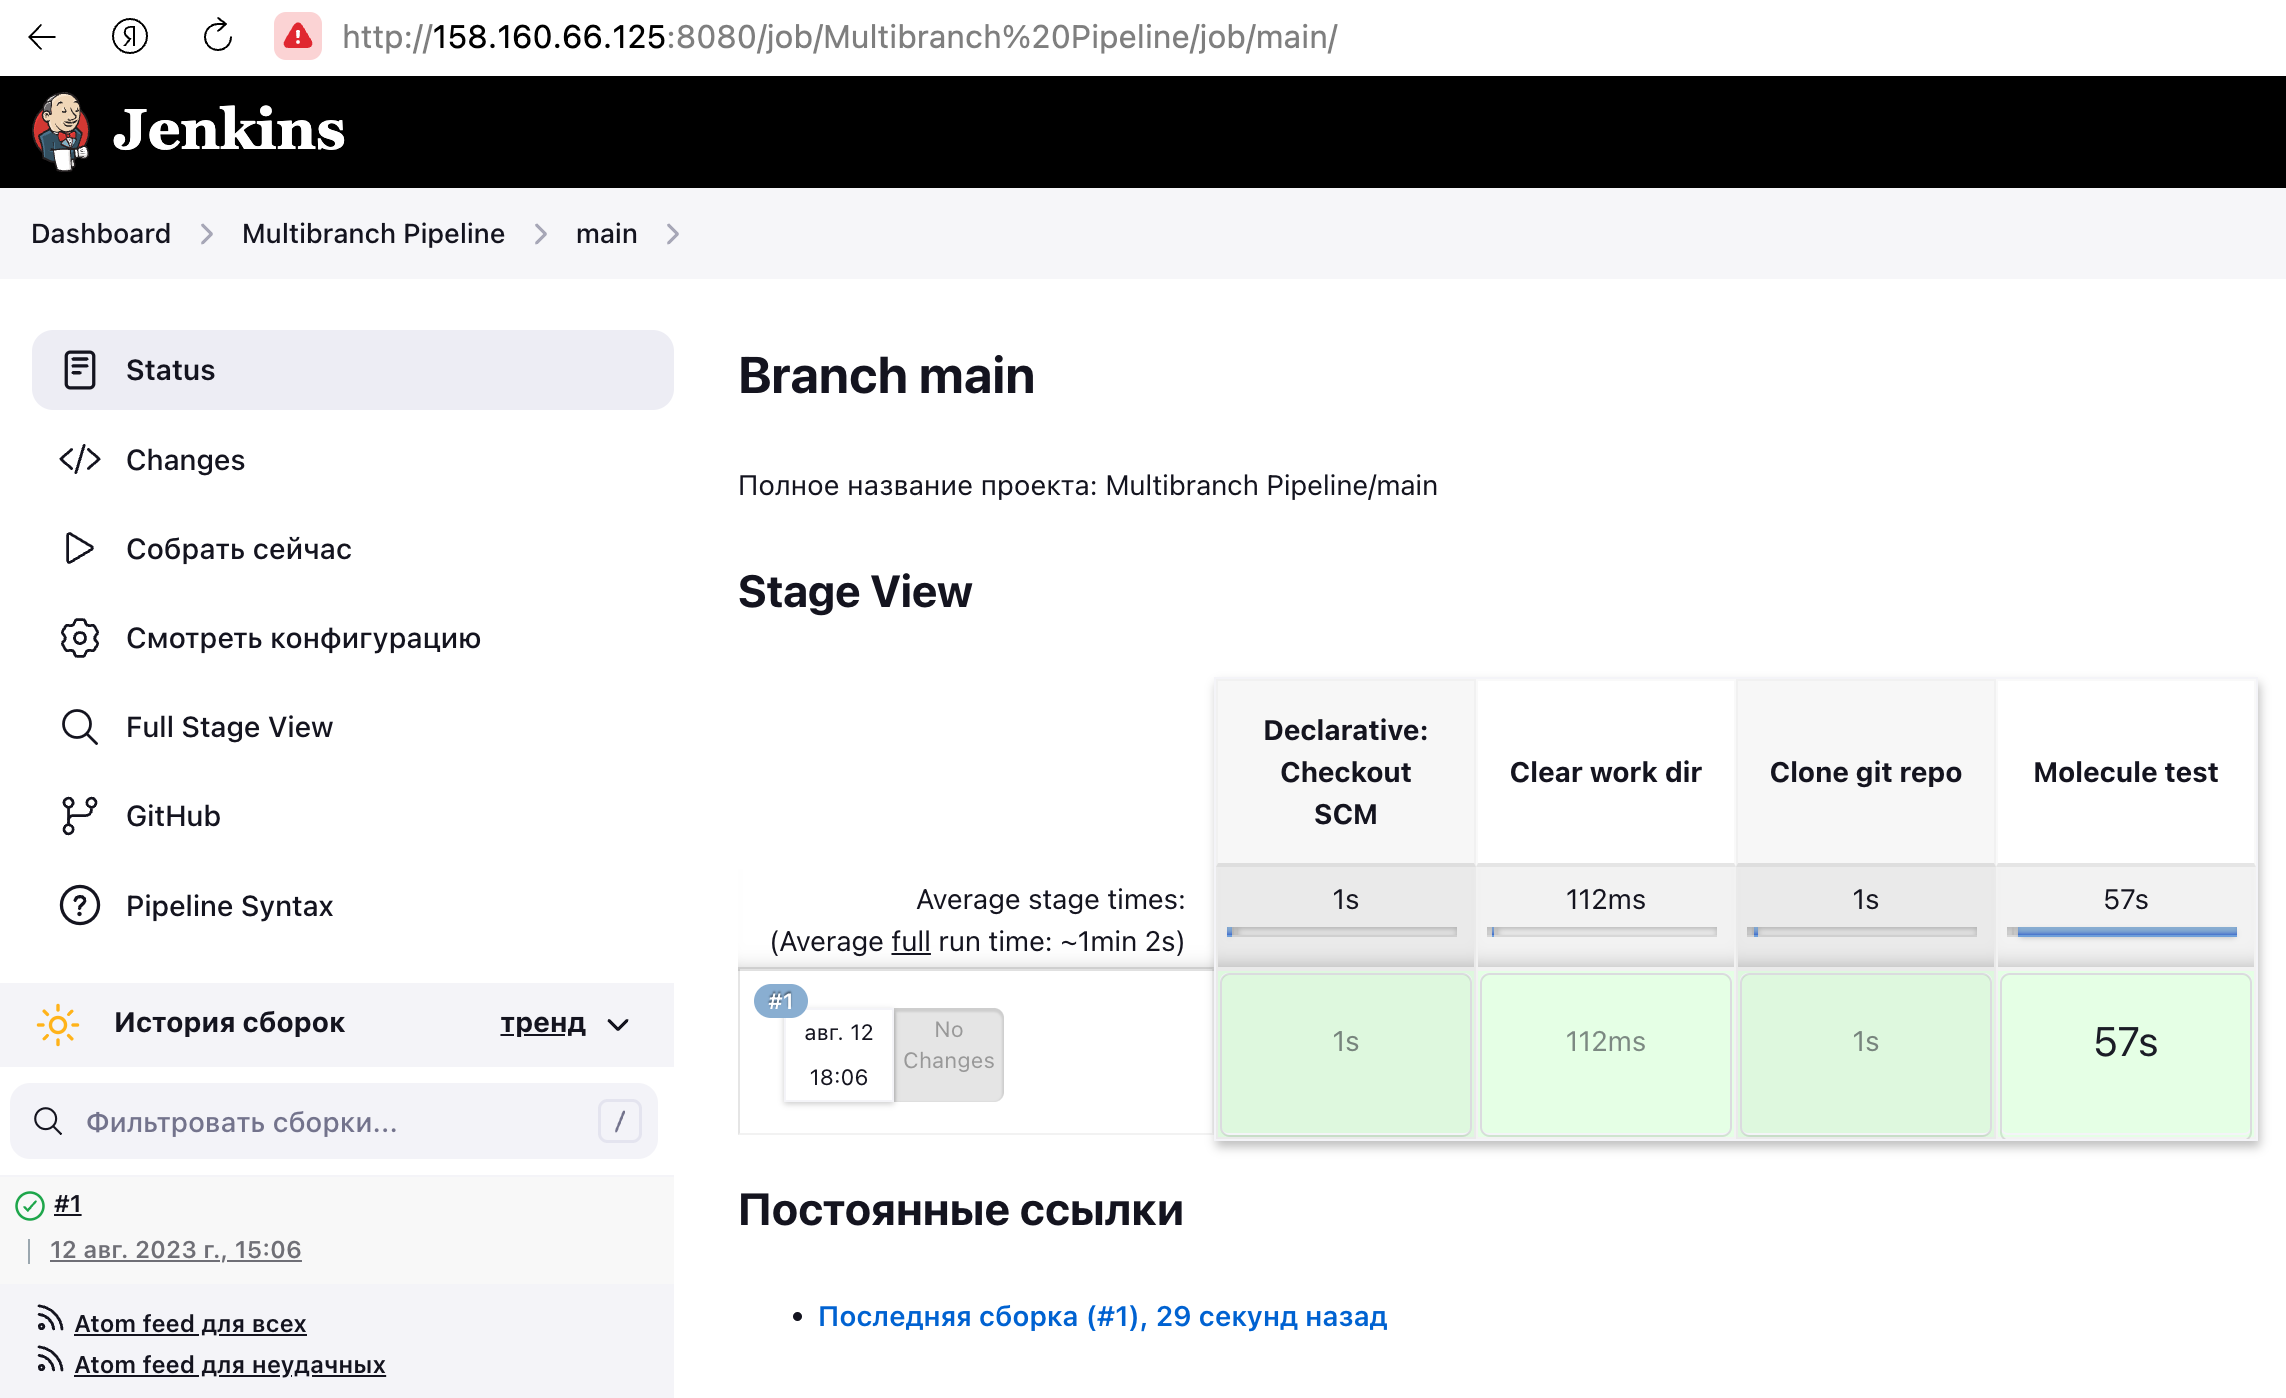 http://158.160.66.125:8080/job/Multibranch%20Pipeline/job/main/
Jenkins
Dashboard
Multibranch Pipeline
main
Status
Changes
Собрать сейчас
Смотреть конфигурацию
Full Stage View
GitHub
Pipeline Syntax
История сборок
тренд
Фильтровать сборки...
/
#1
12 авг. 2023 г., 15:06
Atom feed для всех
Atom feed для неудачных
Branch main
Полное название проекта: Multibranch Pipeline/main
Stage View
Declarative:
Checkout
SCM
Clear work dir
Clone git repo
Molecule test
Average stage times:
(Average full run time: ~1min 2s)
1s
112ms
1s
57s
#1
авг. 12
18:06
No
Changes
1s
112ms
1s
57s
Постоянные ссылки
Последняя сборка (#1), 29 секунд назад